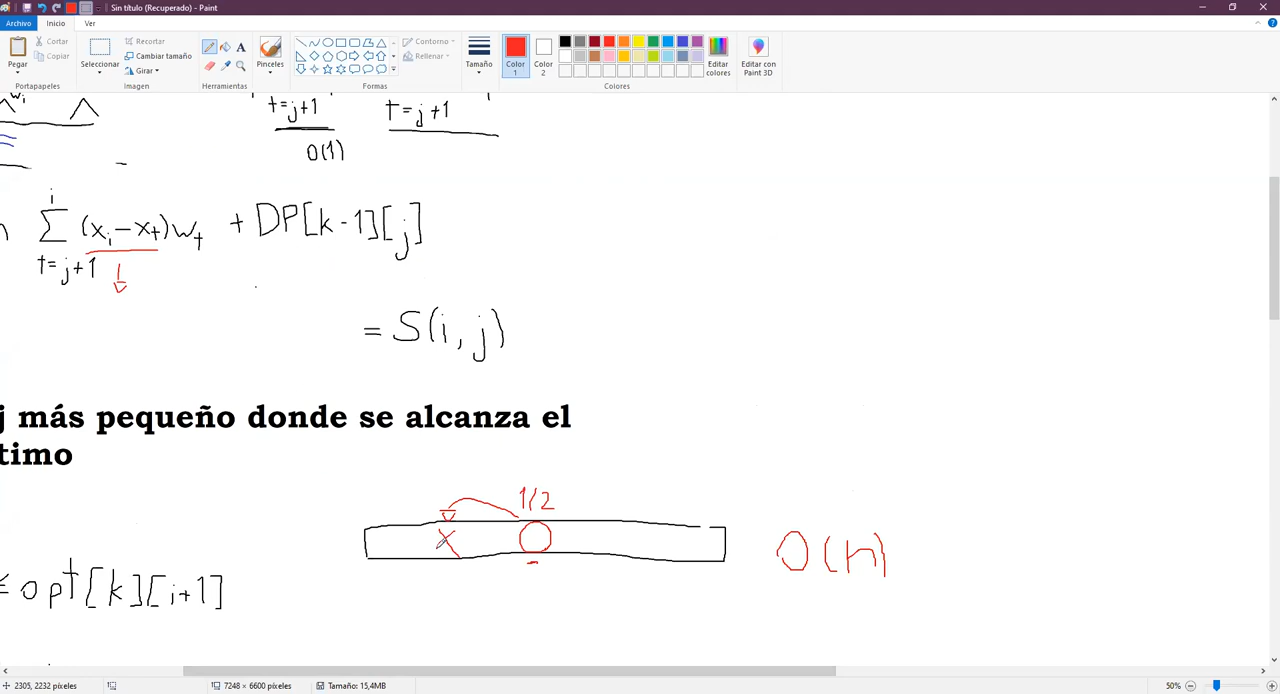 Sin título (Recuperado) - Paint
Archivo Inicio Ver
Pegar
Cortar
Copiar
Seleccionar
Recortar
Cambiar tamaño
Girar
A
Pinceles
Contorno
Rellenar
Tamaño
Color 1
Color 2
Editar colores
Editar con Paint 3D
Portapapeles Imagen Herramientas Formas Colores
wi
t=j+1 t=j+1
O(1)
i
∑ (xi-xt)wt + DP[k-1][j]
t=j+1
= S(i, j)
j más pequeño donde se alcanza el
timo
1/2
O(n)
≤ opt[k][i+1]
2305, 2232 píxeles 7248 × 6600 píxeles Tamaño: 15,4MB 50%